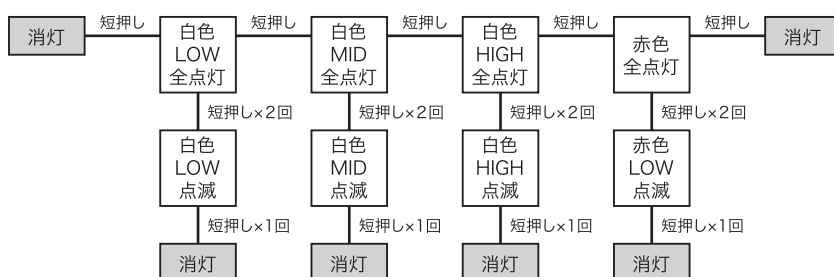 短押し 短押し 短押し 短押し 短押し
消灯
白色
LOW
全点灯
白色
MID
全点灯
白色
HIGH
全点灯
赤色
全点灯
消灯
短押し×2回 短押し×2回 短押し×2回 短押し×2回
白色
LOW
点滅
白色
MID
点滅
白色
HIGH
点滅
赤色
LOW
点滅
短押し×1回 短押し×1回 短押し×1回 短押し×1回
消灯 消灯 消灯 消灯